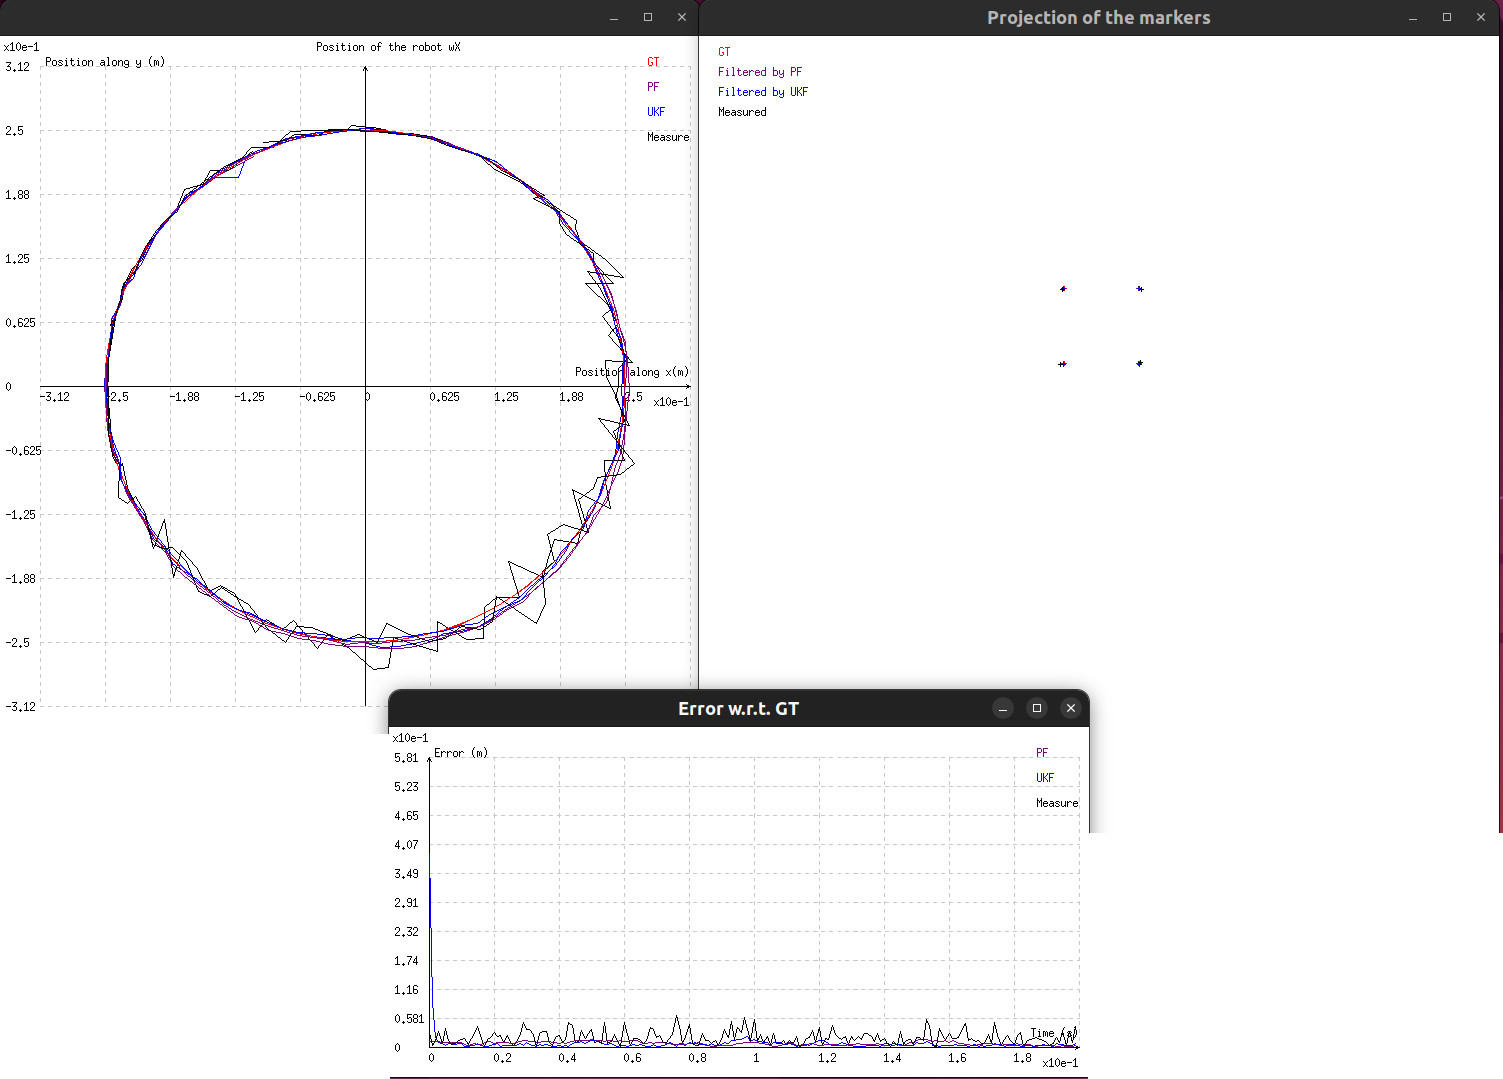 Position of the robot wX
x10e-1
Position along y (m)
3.12
GT
PF
UKF
Measure
2.5
1.88
1.25
0.625
0
-0.625
-1.25
-1.88
-2.5
-3.12
Position along x(m)
-3.12
2.5
-1.88
-1.25
-0.625
0
0.625
1.25
1.88
2.5
x10e-1
Projection of the markers
GT
Filtered by PF
Filtered by UKF
Measured
Error w.r.t. GT
x10e-1
Error (m)
5.81
5.23
4.65
4.07
3.49
2.91
2.32
1.74
1.16
0.581
0
PF
UKF
Measure
Time (s)
0
0.2
0.4
0.6
0.8
1
1.2
1.4
1.6
1.8
x10e-1